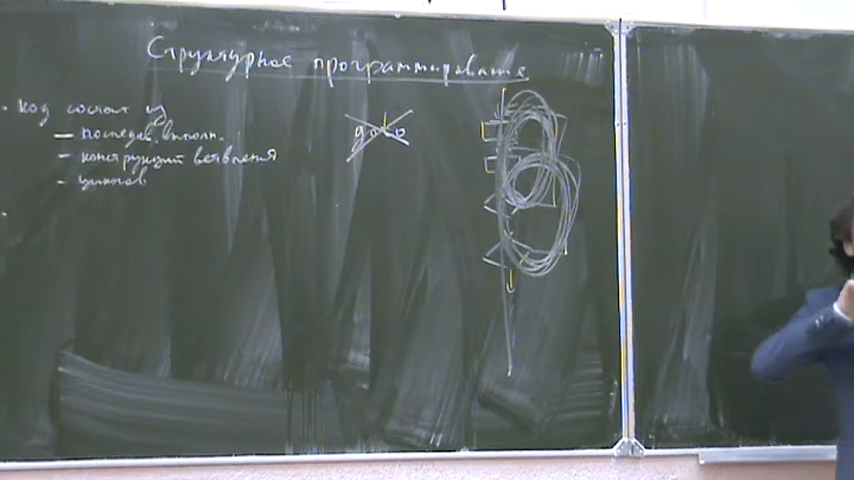 Структурное программирование
. Код состоит из
— последов. выполн.
- конструкций ветвления
- циклов
goto